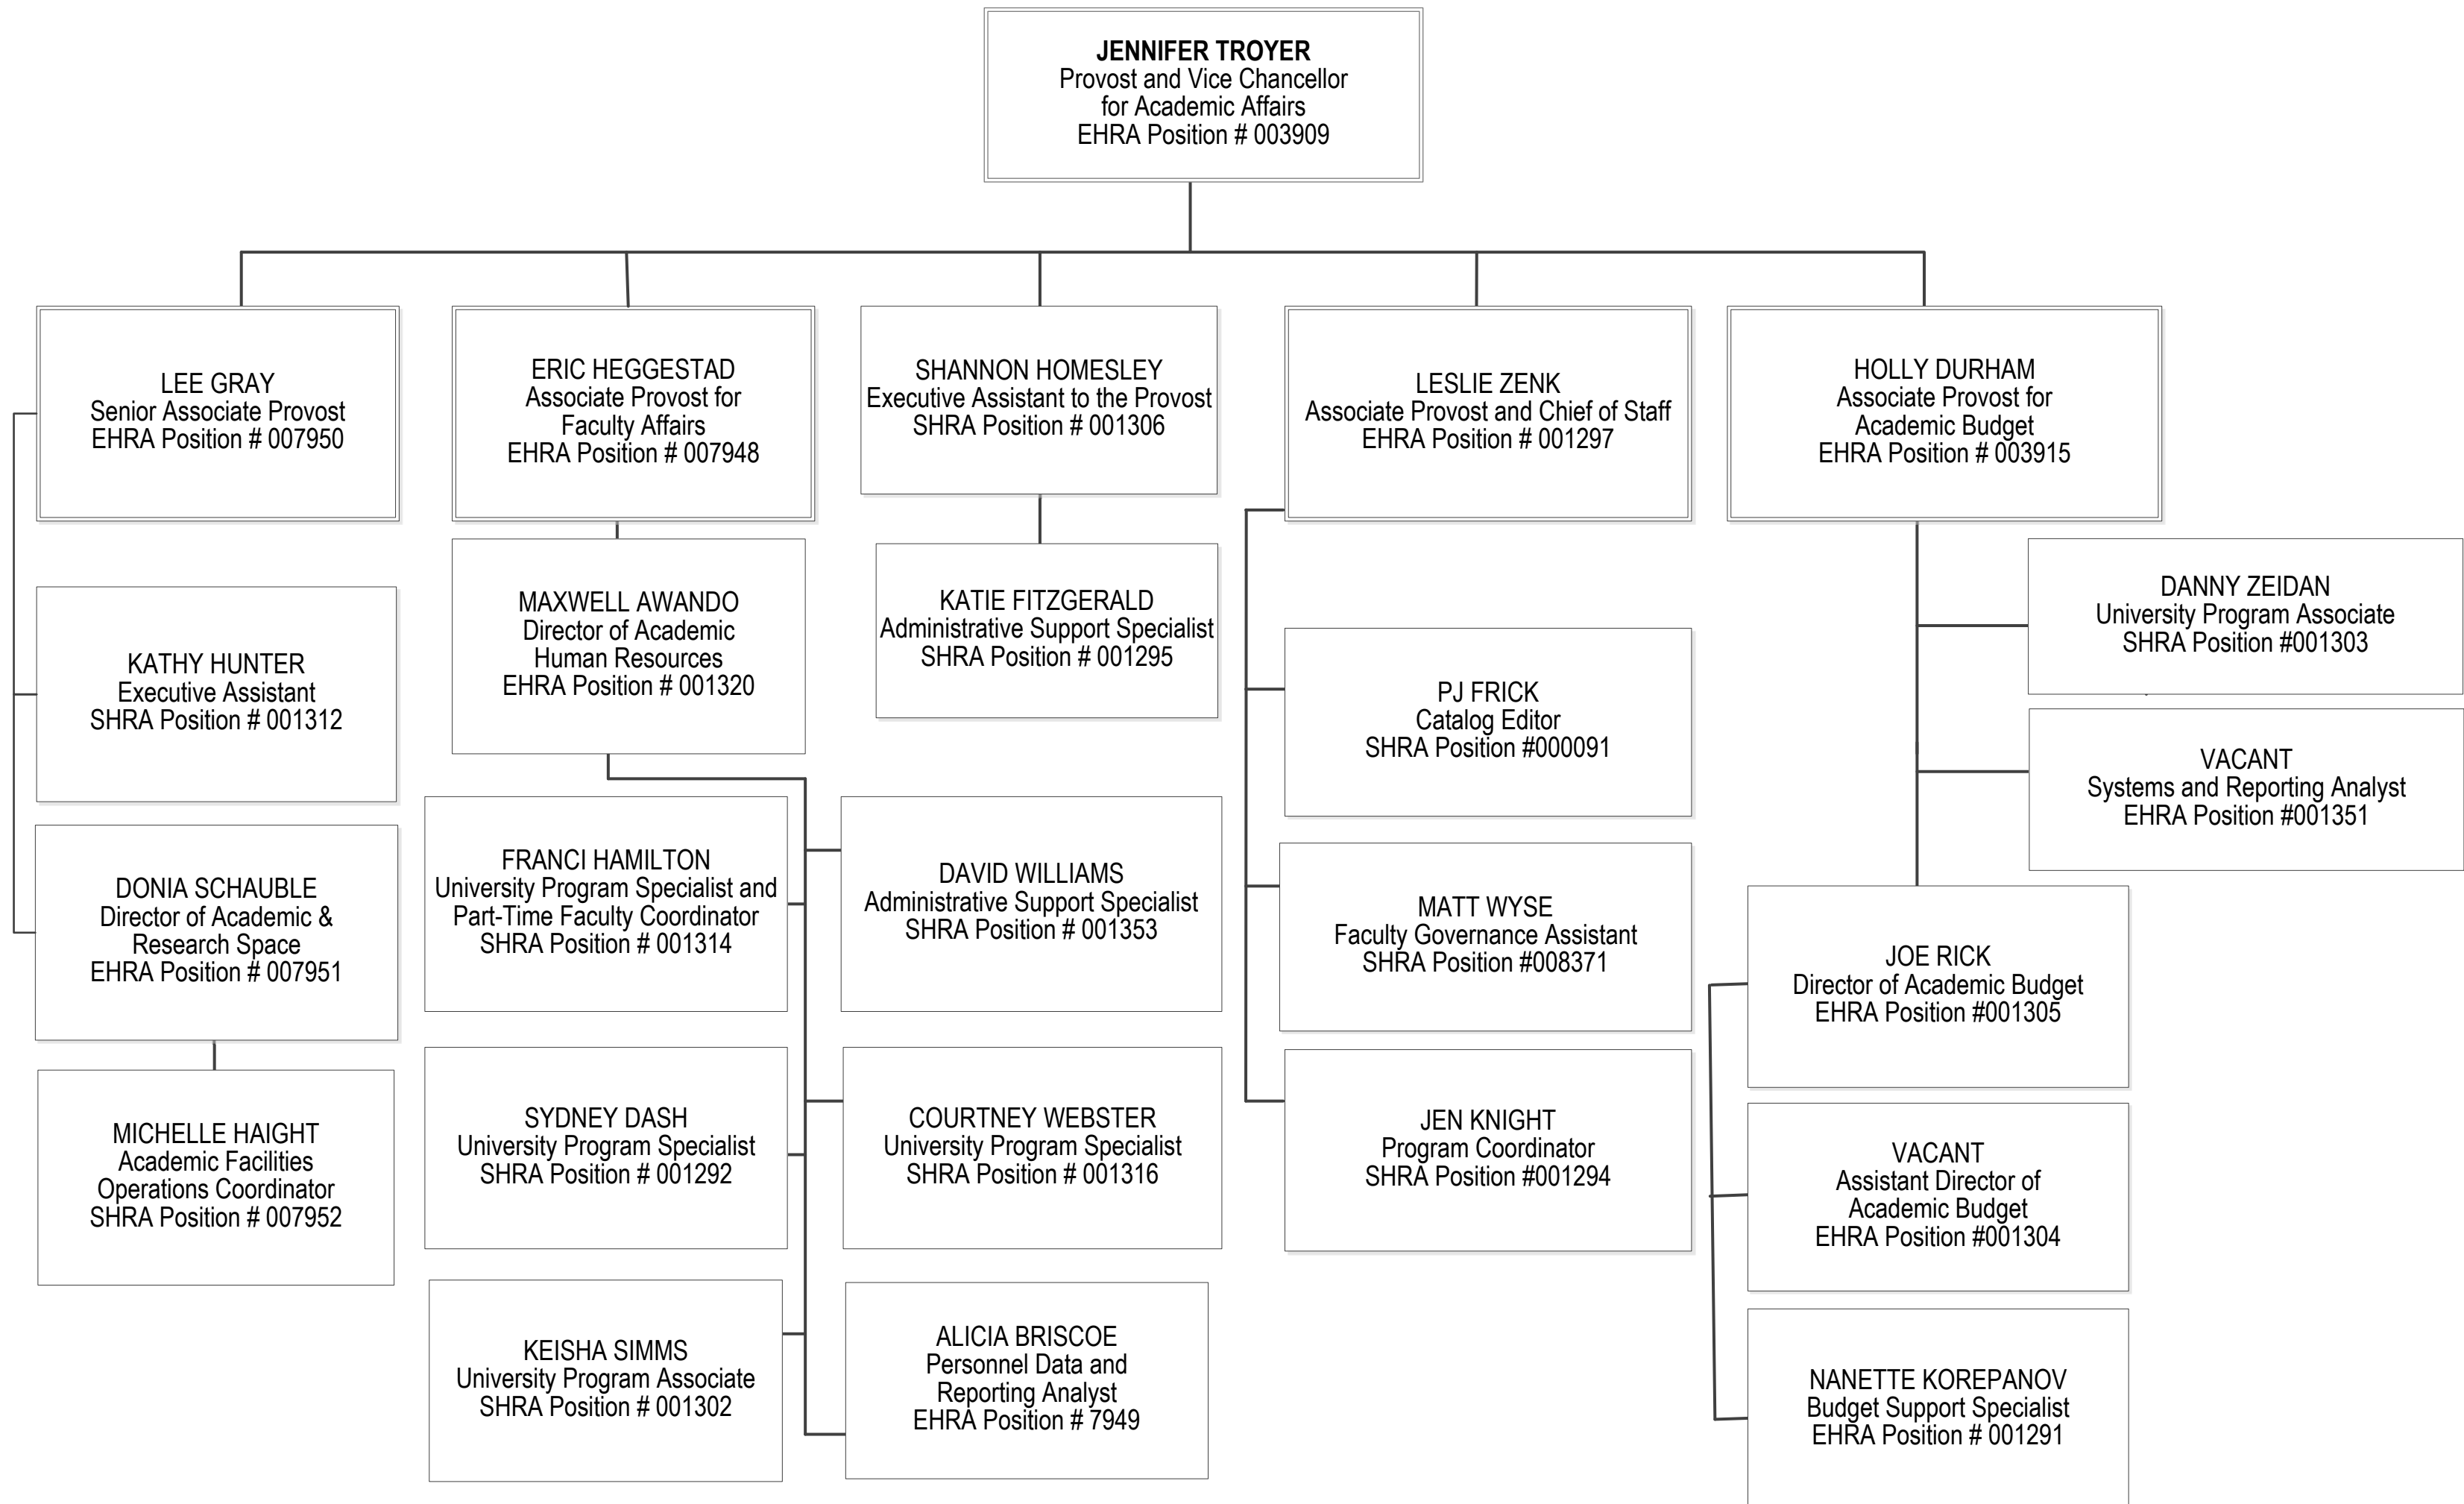 JENNIFER TROYER
Provost and Vice Chancellor
for Academic Affairs
EHRA Position # 003909
LEE GRAY
Senior Associate Provost
EHRA Position # 007950
ERIC HEGGESTAD
Associate Provost for
Faculty Affairs
EHRA Position # 007948
SHANNON HOMESLEY
Executive Assistant to the Provost
SHRA Position # 001306
LESLIE ZENK
Associate Provost and Chief of Staff
EHRA Position # 001297
HOLLY DURHAM
Associate Provost for
Academic Budget
EHRA Position # 003915
KATHY HUNTER
Executive Assistant
SHRA Position # 001312
MAXWELL AWANDO
Director of Academic
Human Resources
EHRA Position # 001320
KATIE FITZGERALD
Administrative Support Specialist
SHRA Position # 001295
PJ FRICK
Catalog Editor
SHRA Position #000091
DANNY ZEIDAN
University Program Associate
SHRA Position #001303
VACANT
Systems and Reporting Analyst
EHRA Position #001351
DONIA SCHAUBLE
Director of Academic &
Research Space
EHRA Position # 007951
FRANCI HAMILTON
University Program Specialist and
Part-Time Faculty Coordinator
SHRA Position # 001314
DAVID WILLIAMS
Administrative Support Specialist
SHRA Position # 001353
MATT WYSE
Faculty Governance Assistant
SHRA Position #008371
JOE RICK
Director of Academic Budget
EHRA Position #001305
MICHELLE HAIGHT
Academic Facilities
Operations Coordinator
SHRA Position # 007952
SYDNEY DASH
University Program Specialist
SHRA Position # 001292
COURTNEY WEBSTER
University Program Specialist
SHRA Position # 001316
JEN KNIGHT
Program Coordinator
SHRA Position #001294
VACANT
Assistant Director of
Academic Budget
EHRA Position #001304
KEISHA SIMMS
University Program Associate
SHRA Position # 001302
ALICIA BRISCOE
Personnel Data and
Reporting Analyst
EHRA Position # 7949
NANETTE KOREPANOV
Budget Support Specialist
EHRA Position # 001291